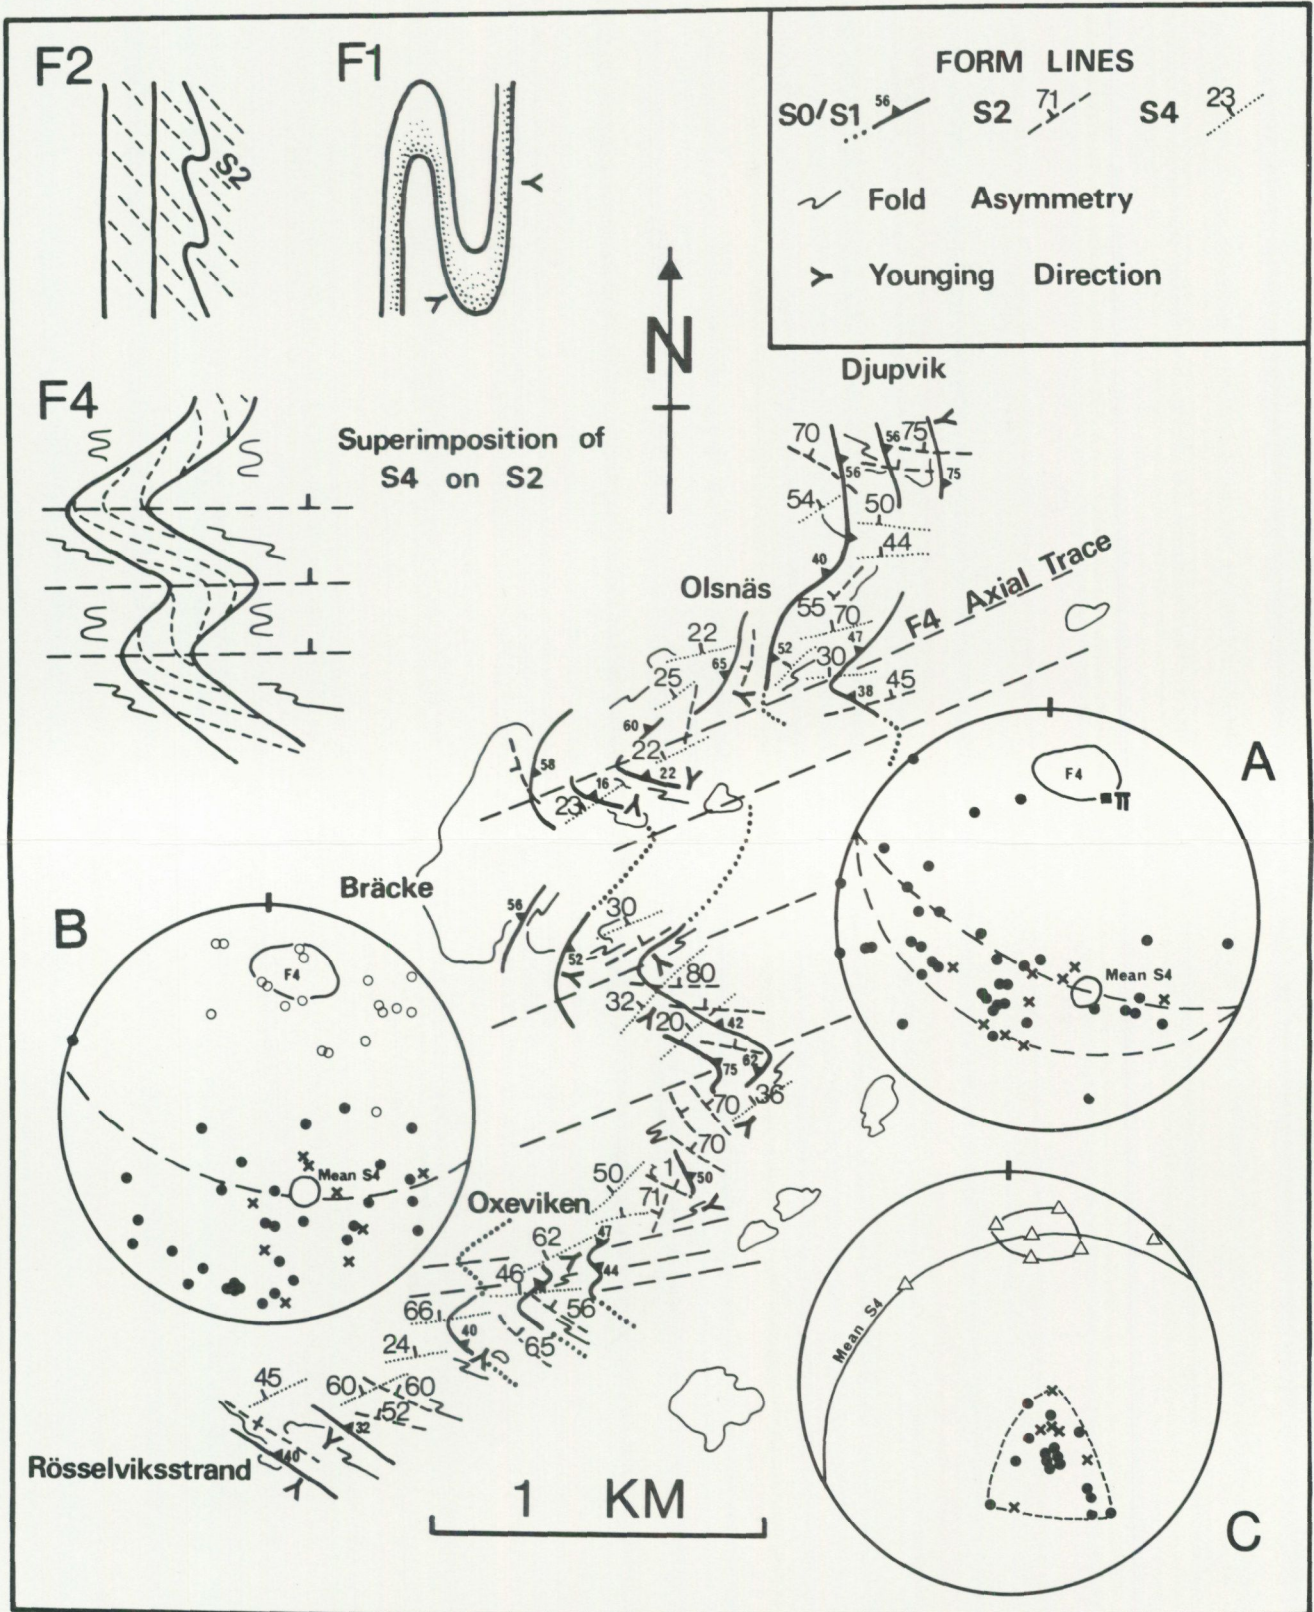 F2
F1
S2
FORM LINES
S0/S1 56 S2 71 S4 23
Fold Asymmetry
Younging Direction
N
F4
Superimposition of
S4 on S2
Djupvik
70
56
75
56
75
54
50
44
40
Olsnäs
55
70
F4 Axial Trace
22
65
52
47
30
25
38
45
60
22
58
22
16
23
A
F4
π
Mean S4
Bräcke
56
30
52
80
32
20
42
62
75
B
F4
Mean S4
70
36
70
50
1
50
71
Oxeviken
47
62
44
46
66
56
40
65
24
45
60
60
52
32
40
Rösselviksstrand
1 KM
Mean S4
C